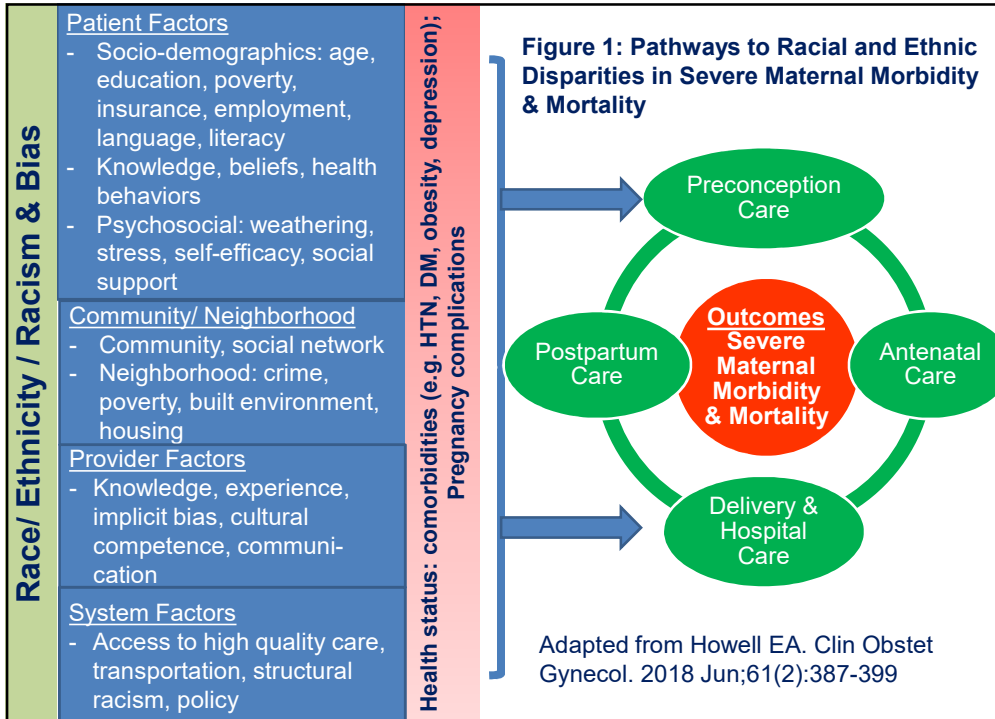 Race/ Ethnicity / Racism & Bias
Patient Factors
- Socio-demographics: age,
education, poverty,
insurance, employment,
language, literacy
- Knowledge, beliefs, health
behaviors
- Psychosocial: weathering,
stress, self-efficacy, social
support
Community/ Neighborhood
- Community, social network
- Neighborhood: crime,
poverty, built environment,
housing
Provider Factors
- Knowledge, experience,
implicit bias, cultural
competence, communi-
cation
System Factors
- Access to high quality care,
transportation, structural
racism, policy
Health status: comorbidities (e.g. HTN, DM, obesity, depression);
Pregnancy complications
Figure 1: Pathways to Racial and Ethnic
Disparities in Severe Maternal Morbidity
& Mortality
Preconception
Care
Postpartum
Care
Outcomes
Severe
Maternal
Morbidity
& Mortality
Antenatal
Care
Delivery &
Hospital
Care
Adapted from Howell EA. Clin Obstet
Gynecol. 2018 Jun;61(2):387-399